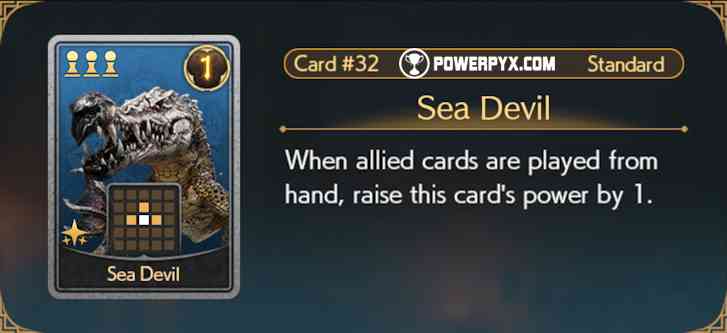 1
Sea Devil
Card #32 POWERPYX.COM Standard
Sea Devil
When allied cards are played from
hand, raise this card's power by 1.